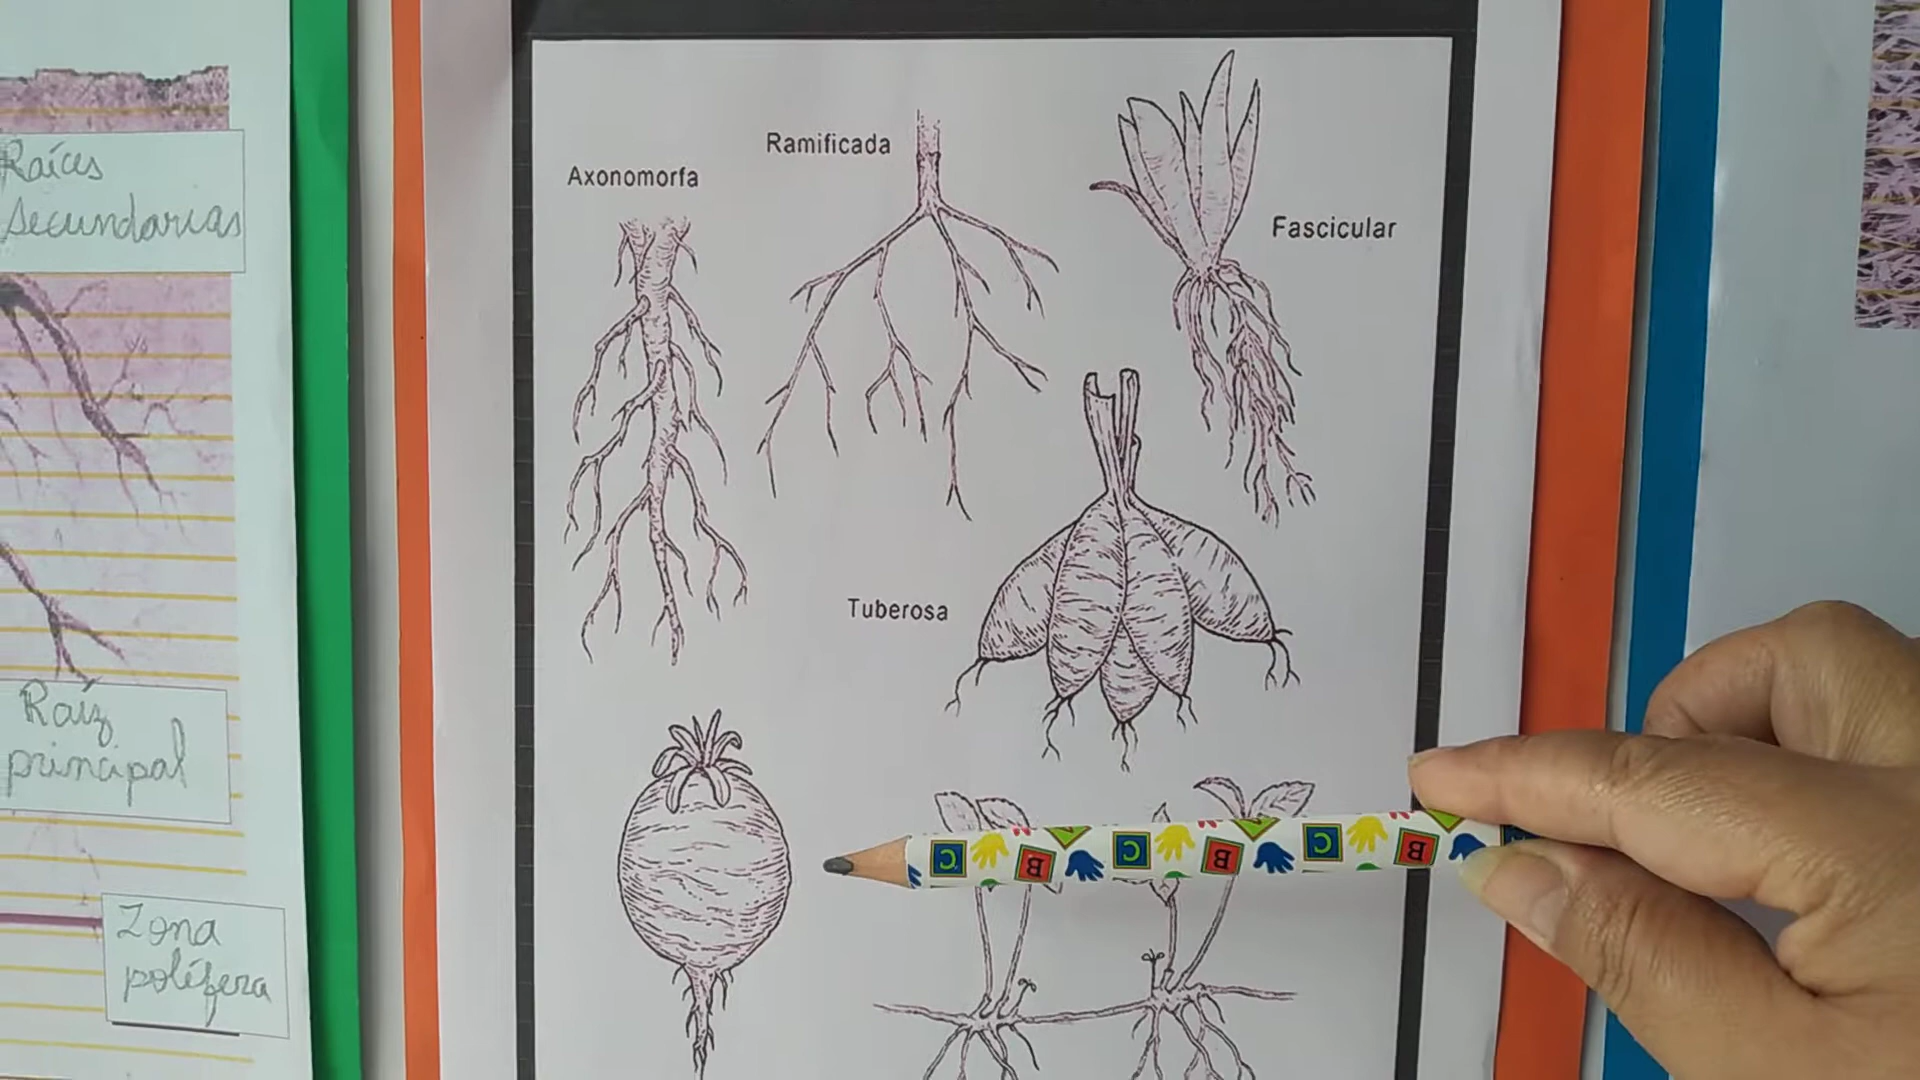 Raíces
secundarias
Raíz
principal
Zona
polífera
Axonomorfa
Ramificada
Fascicular
Tuberosa
C B C B C B